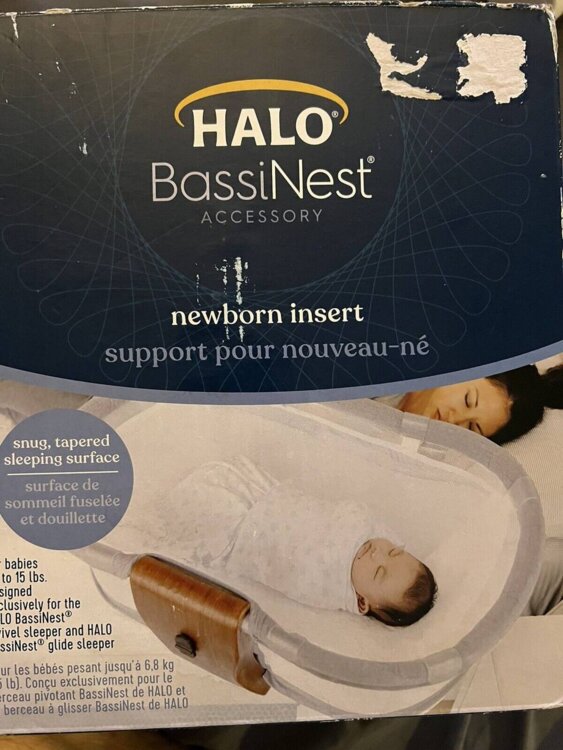 HALO®
BassiNest®
ACCESSORY
newborn insert
support pour nouveau-né
snug, tapered
sleeping surface
surface de
sommeil fuselée
et douillette
babies
to 15 lbs.
signed
clusively for the
LO BassiNest®
ivel sleeper and HALO
ssiNest® glide sleeper
ur les bébés pesant jusqu'à 6,8 kg
5 lb). Conçu exclusivement pour le
erceau pivotant BassiNest de HALO et
berceau à glisser BassiNest de HALO